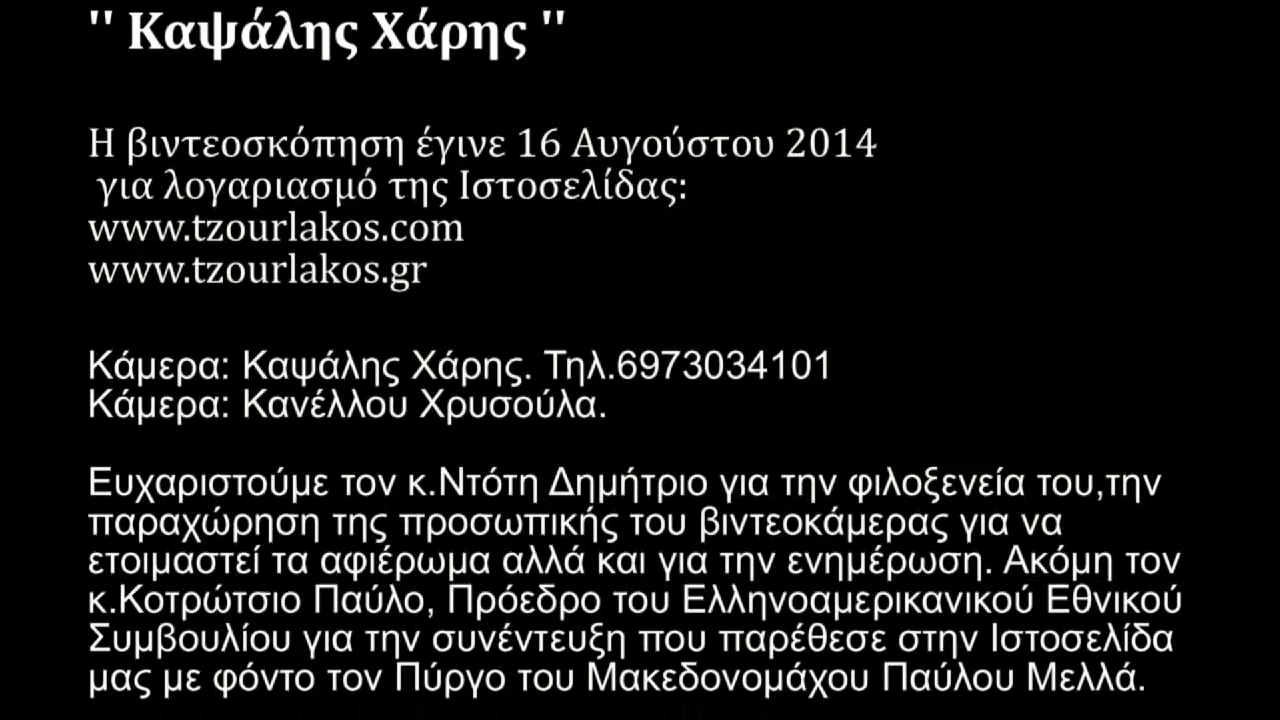 '' Καψάλης Χάρης ''
Η βιντεοσκόπηση έγινε 16 Αυγούστου 2014
για λογαριασμό της Ιστοσελίδας:
www.tzourlakos.com
www.tzourlakos.gr
Κάμερα: Καψάλης Χάρης. Τηλ.6973034101
Κάμερα: Κανέλλου Χρυσούλα.
Ευχαριστούμε τον κ.Ντότη Δημήτριο για την φιλοξενεία του,την
παραχώρηση της προσωπικής του βιντεοκάμερας για να
ετοιμαστεί τα αφιέρωμα αλλά και για την ενημέρωση. Ακόμη τον
κ.Κοτρώτσιο Παύλο, Πρόεδρο του Ελληνοαμερικανικού Εθνικού
Συμβουλίου για την συνέντευξη που παρέθεσε στην Ιστοσελίδα
μας με φόντο τον Πύργο του Μακεδονομάχου Παύλου Μελλά.